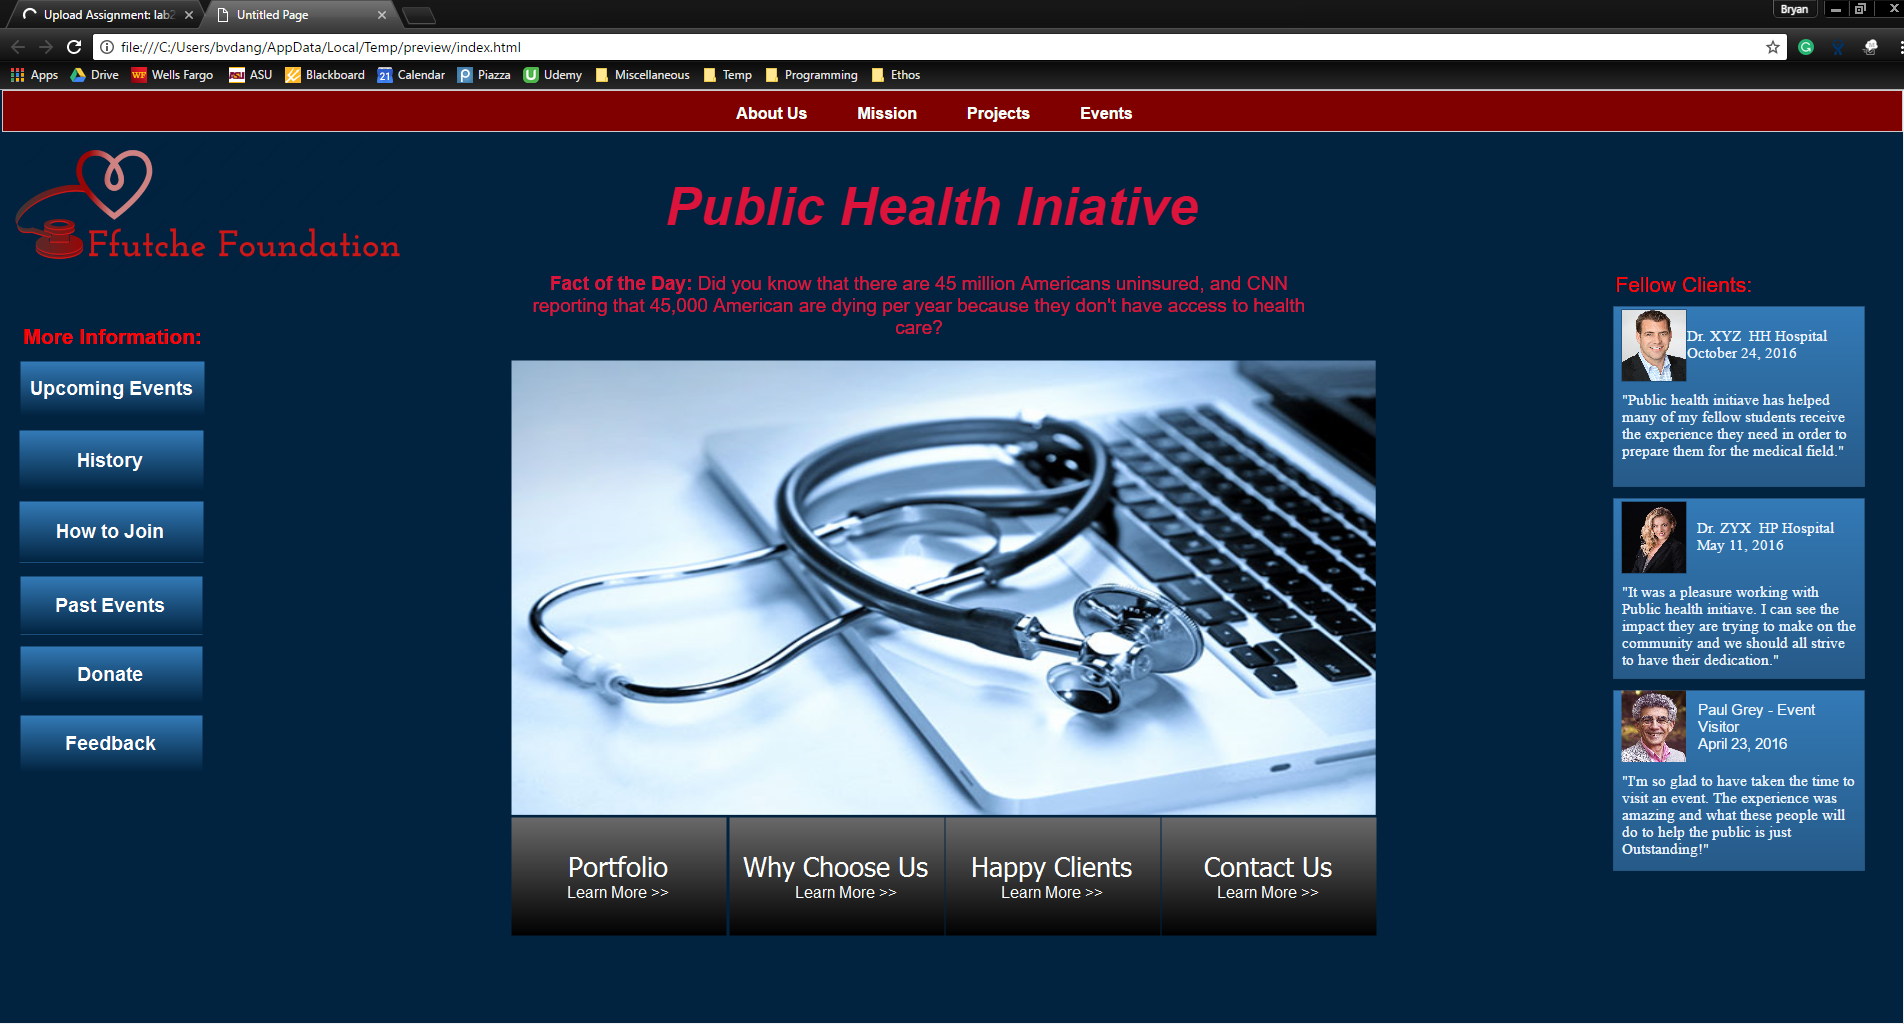 Upload Assignment: lab2
Untitled Page
Bryan
file:///C:/Users/bvdang/AppData/Local/Temp/preview/index.html
Apps Drive Wells Fargo ASU Blackboard Calendar Piazza Udemy Miscellaneous Temp Programming Ethos
About Us Mission Projects Events
Ffutche Foundation
Public Health Iniative
Fact of the Day: Did you know that there are 45 million Americans uninsured, and CNN
reporting that 45,000 American are dying per year because they don't have access to health
care?
More Information:
Upcoming Events
History
How to Join
Past Events
Donate
Feedback
Portfolio
Learn More >>
Why Choose Us
Learn More >>
Happy Clients
Learn More >>
Contact Us
Learn More >>
Fellow Clients:
Dr. XYZ HH Hospital
October 24, 2016
"Public health initiave has helped
many of my fellow students receive
the experience they need in order to
prepare them for the medical field."
Dr. ZYX HP Hospital
May 11, 2016
"It was a pleasure working with
Public health initiave. I can see the
impact they are trying to make on the
community and we should all strive
to have their dedication."
Paul Grey - Event
Visitor
April 23, 2016
"I'm so glad to have taken the time to
visit an event. The experience was
amazing and what these people will
do to help the public is just
Outstanding!"